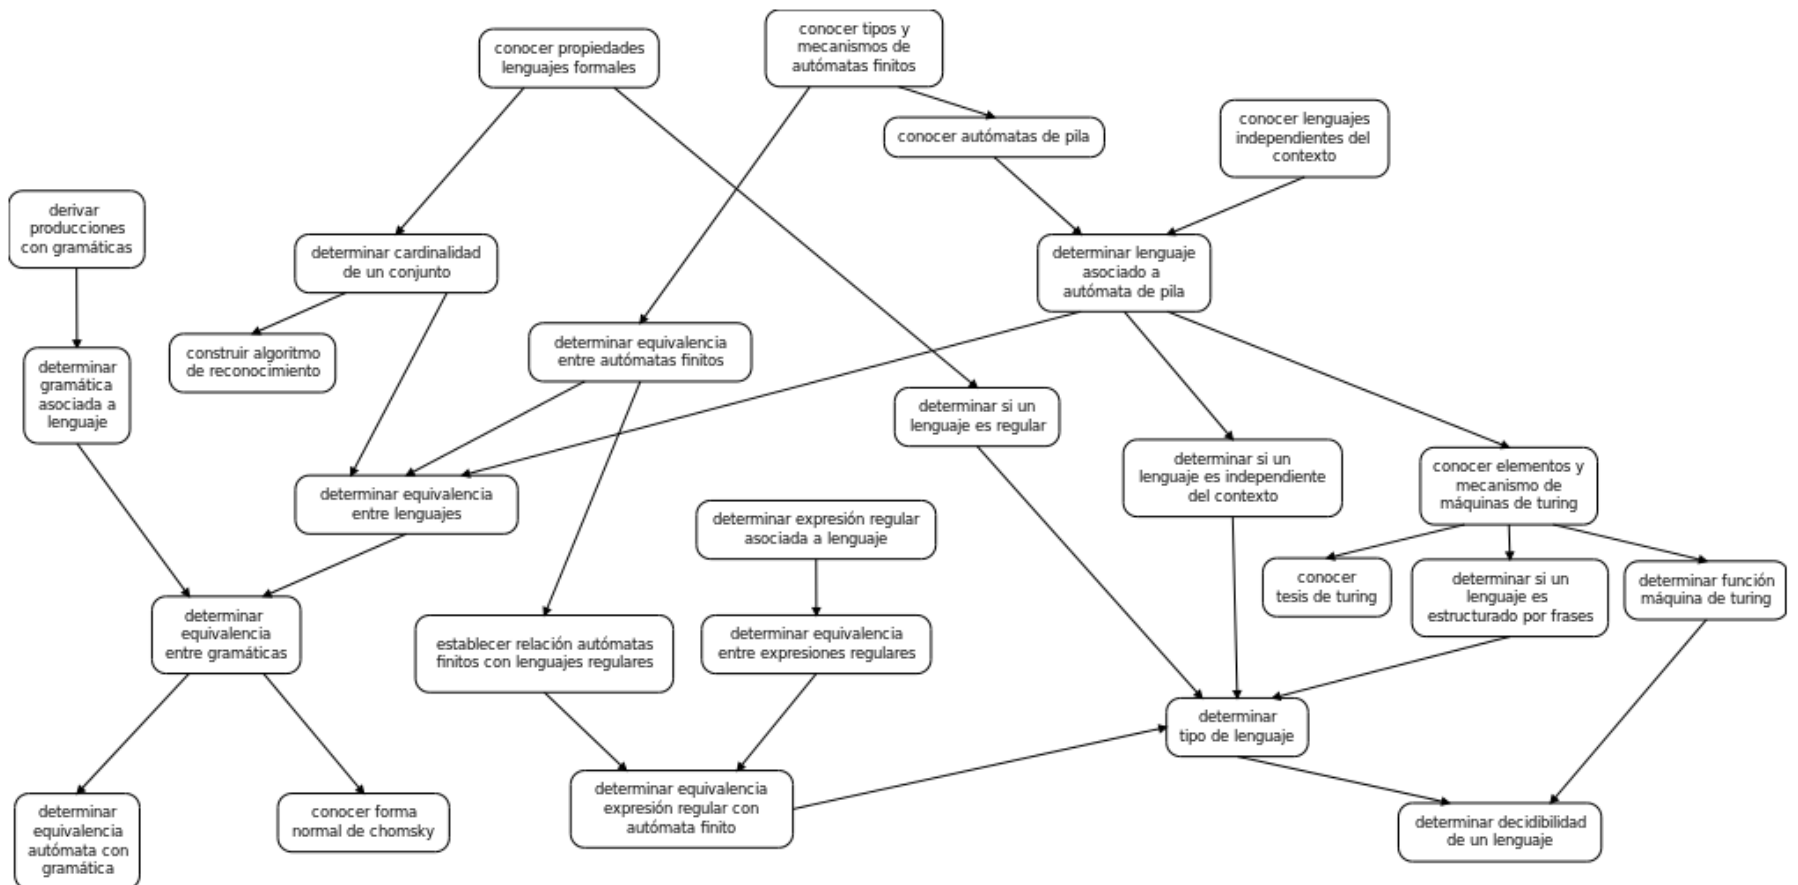 conocer propiedades
lenguajes formales
conocer tipos y
mecanismos de
autómatas finitos
conocer autómatas de pila
conocer lenguajes
independientes del
contexto
derivar
producciones
con gramáticas
determinar cardinalidad
de un conjunto
determinar lenguaje
asociado a
autómata de pila
construir algoritmo
de reconocimiento
determinar equivalencia
entre autómatas finitos
determinar
gramática
asociada a
lenguaje
determinar si un
lenguaje es regular
determinar si un
lenguaje es independiente
del contexto
conocer elementos y
mecanismo de
máquinas de turing
determinar equivalencia
entre lenguajes
determinar expresión regular
asociada a lenguaje
conocer
tesis de turing
determinar si un
lenguaje es
estructurado por frases
determinar función
máquina de turing
determinar
equivalencia
entre gramáticas
establecer relación autómatas
finitos con lenguajes regulares
determinar equivalencia
entre expresiones regulares
determinar
tipo de lenguaje
determinar
equivalencia
autómata con
gramática
conocer forma
normal de chomsky
determinar equivalencia
expresión regular con
autómata finito
determinar decidibilidad
de un lenguaje